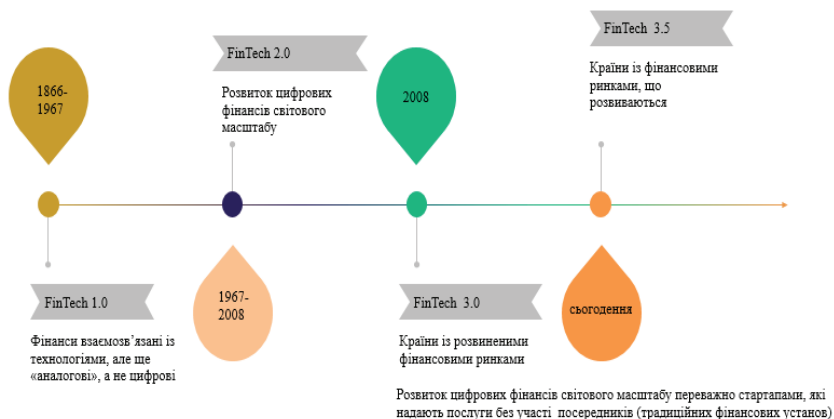 1866-
1967
FinTech 1.0
Фінанси взаємозв’язані із
технологіями, але ще
«аналогові», а не цифрові
FinTech 2.0
Розвиток цифрових
фінансів світового
масштабу
1967-
2008
2008
FinTech 3.0
Країни із розвиненими
фінансовими ринками
FinTech 3.5
Країни із фінансовими
ринками, що
розвиваються
сьогодення
Розвиток цифрових фінансів світового масштабу переважно стартапами, які
надають послуги без участі посередників (традиційних фінансових установ)